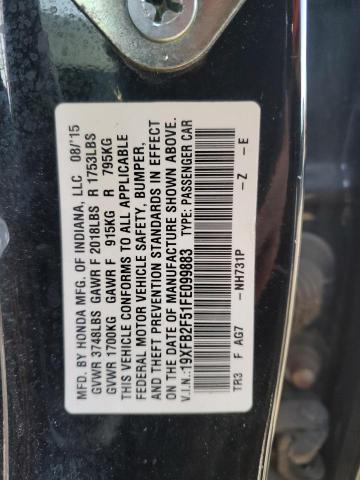 MFD. BY HONDA MFG. OF INDIANA, LLC 08/'15
GVWR 3748LBS GAWR F 2018LBS R 1753LBS
GVWR 1700KG GAWR F 915KG R 795KG
THIS VEHICLE CONFORMS TO ALL APPLICABLE
FEDERAL MOTOR VEHICLE SAFETY, BUMPER,
AND THEFT PREVENTION STANDARDS IN EFFECT
ON THE DATE OF MANUFACTURE SHOWN ABOVE.
V.I.N.:19XFB2F51FE099883 TYPE: PASSENGER CAR
TR3 F AG7 -NH731P -Z -E